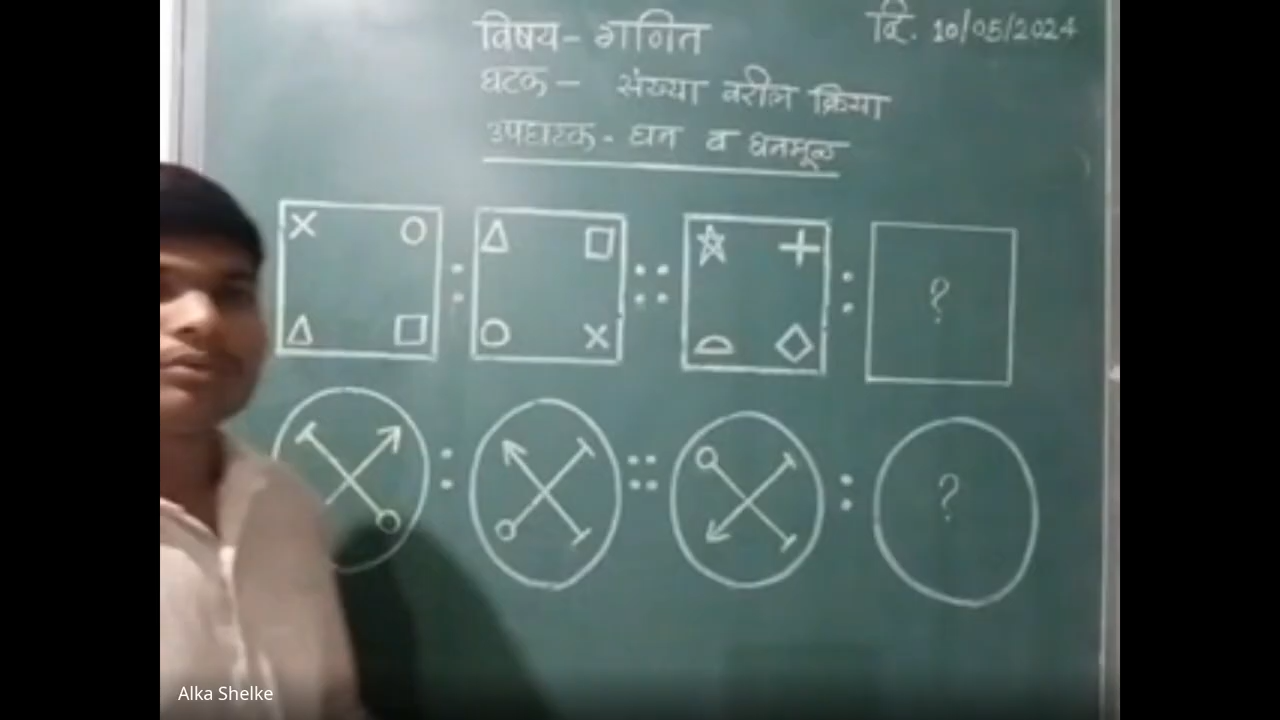 विषय - गणित
दि. 10/05/2024
घटक - संख्या वरील क्रिया
उपघटक - घन व घनमूळ
?
?
Alka Shelke